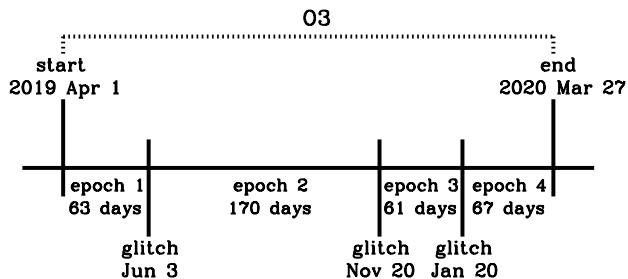 O3
start
2019 Apr 1
end
2020 Mar 27
epoch 1
63 days
epoch 2
170 days
epoch 3
61 days
epoch 4
67 days
glitch
Jun 3
glitch
Nov 20
glitch
Jan 20